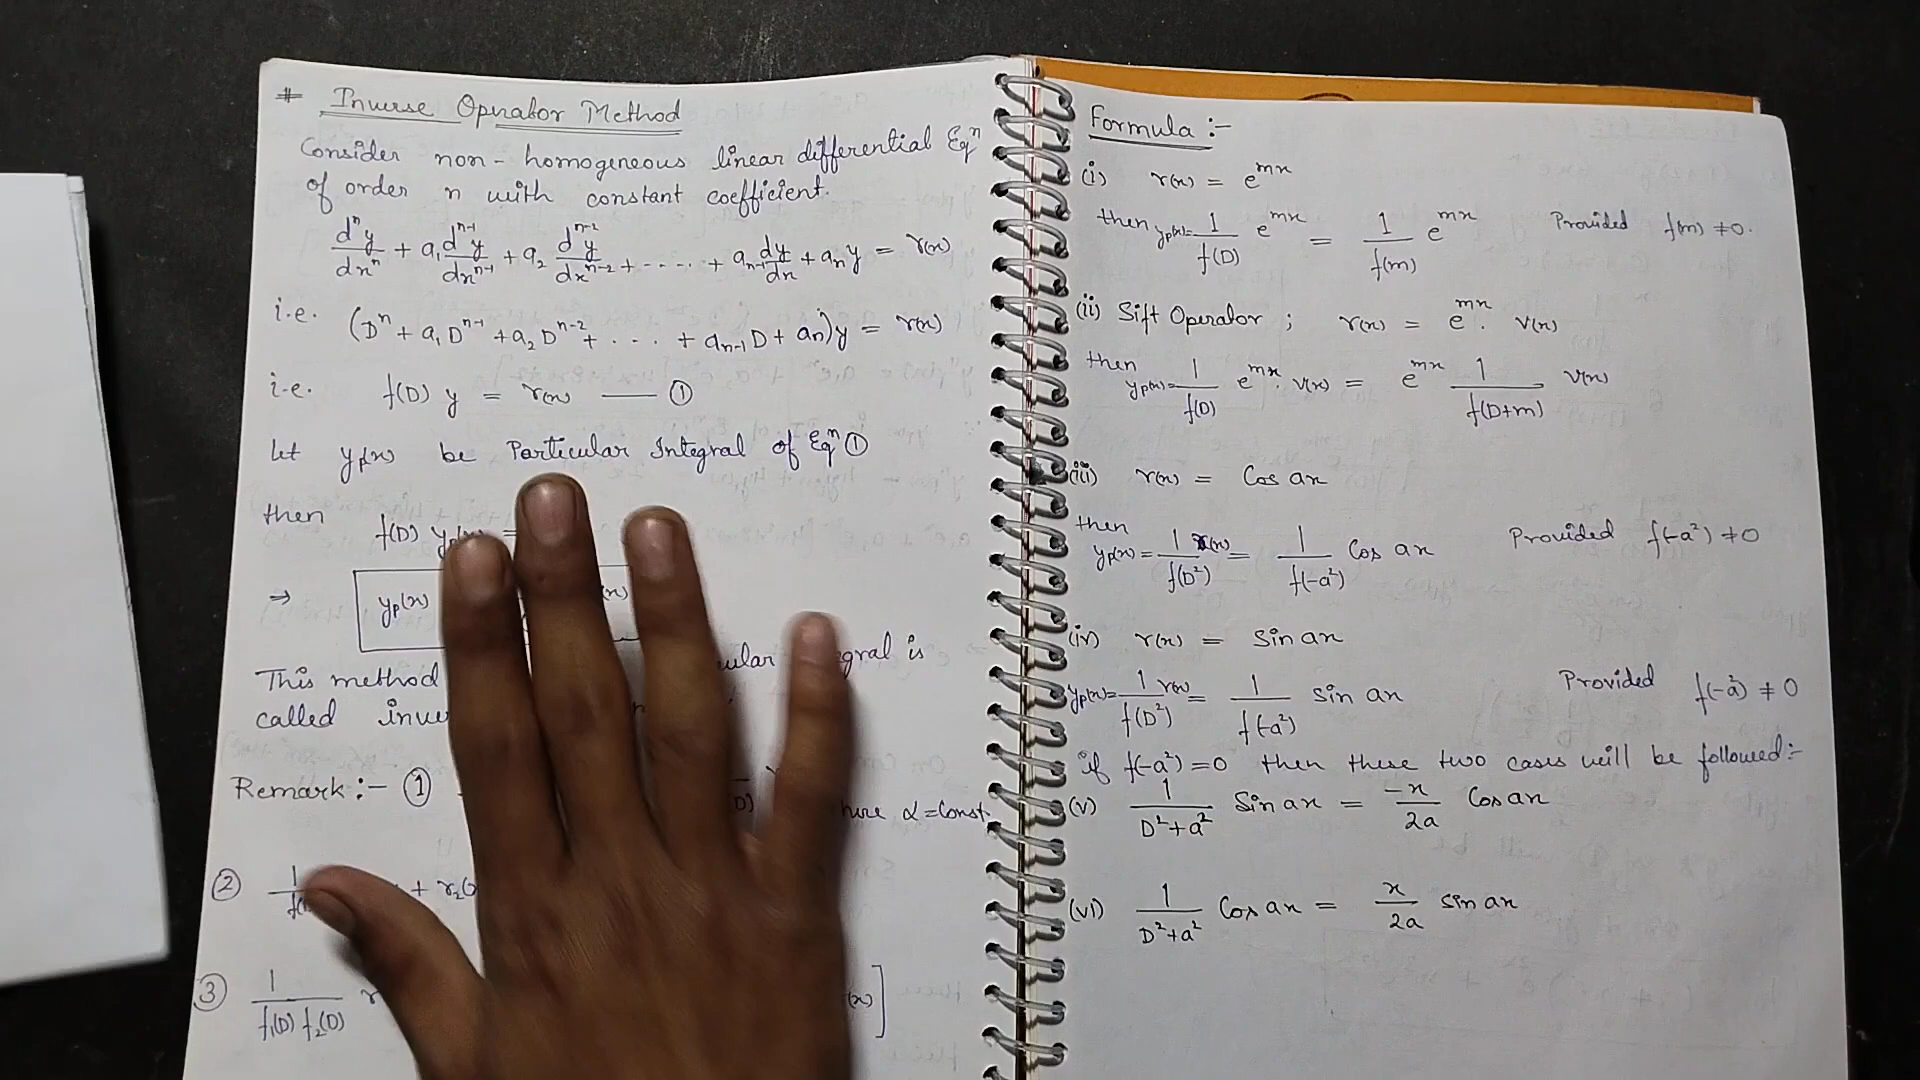 # Inverse Operator Method
Consider non-homogeneous linear differential Eqⁿ
of order n with constant coefficient.
dⁿy/dxⁿ + a₁ dⁿ⁻¹y/dxⁿ⁻¹ + a₂ dⁿ⁻²y/dxⁿ⁻² + ..... + aₙ₋₁ dy/dx + aₙy = r(x)
i.e. (Dⁿ + a₁Dⁿ⁻¹ + a₂Dⁿ⁻² + ... + aₙ₋₁D + aₙ)y = r(x)
i.e. f(D) y = r(x) — ①
Let yp(x) be Particular Integral of Eqⁿ ①
then f(D) yp(x) =
⇒ yp(x) (x)
This method gral is
called
Remark :- ① α = Const.
② + r₂(
③ 1/f₁(D) f₂(D) r (x)]
Formula :-
(i) r(x) = e^mx
then yp(x) = 1/f(D) e^mx = 1/f(m) e^mx Provided f(m) ≠ 0.
(ii) Sift Operator ; r(x) = e^mx . v(x)
then yp(x) = 1/f(D) e^mx . v(x) = e^mx 1/f(D+m) v(x)
(iii) r(x) = Cos ax
then yp(x) = 1/f(D²) r(x) = 1/f(-a²) Cos ax Provided f(-a²) ≠ 0
(iv) r(x) = Sin ax
yp(x) = 1/f(D²) r(x) = 1/f(-a²) sin ax Provided f(-a²) ≠ 0
if f(-a²) = 0 then these two cases will be followed :-
(v) 1/D²+a² Sin ax = -x/2a Cos ax
(vi) 1/D²+a² Cos ax = x/2a sin ax